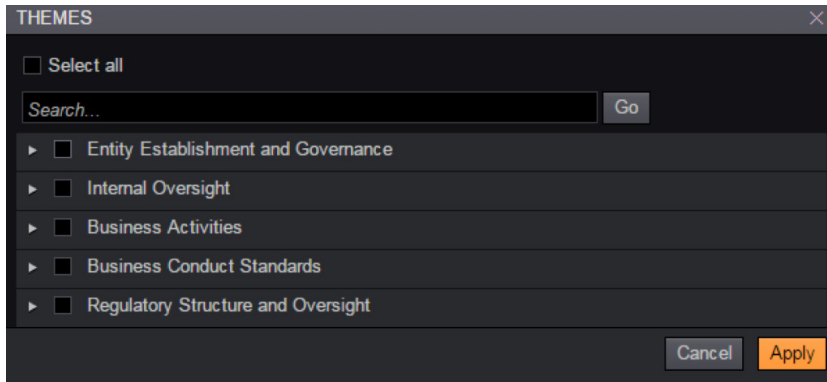 THEMES
Select all
Search...
Go
Entity Establishment and Governance
Internal Oversight
Business Activities
Business Conduct Standards
Regulatory Structure and Oversight
Cancel
Apply